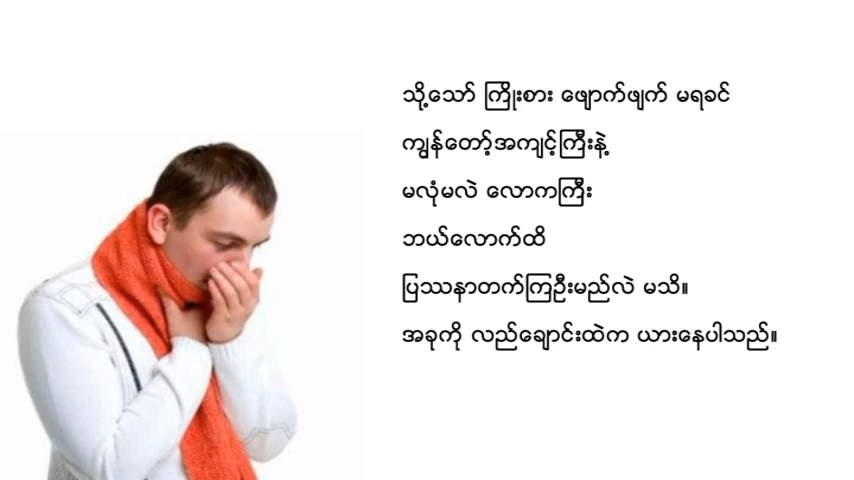 သို့သော် ကြိုးစား ဖျောက်ဖျက် မရခင်
ကျွန်တော့်အကျင့်ကြီးနဲ့
မလုံမလဲ လောကကြီး
ဘယ်လောက်ထိ
ပြဿနာတက်ကြဦးမည်လဲ မသိ။
အခုကို လည်ချောင်းထဲက ယားနေပါသည်။